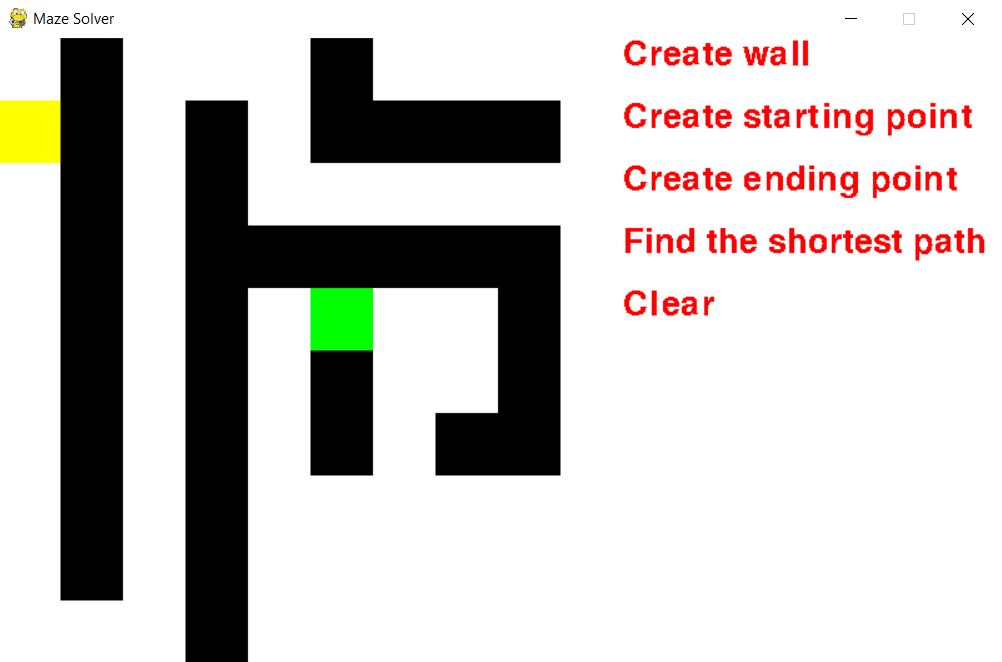 Maze Solver
Create wall
Create starting point
Create ending point
Find the shortest path
Clear